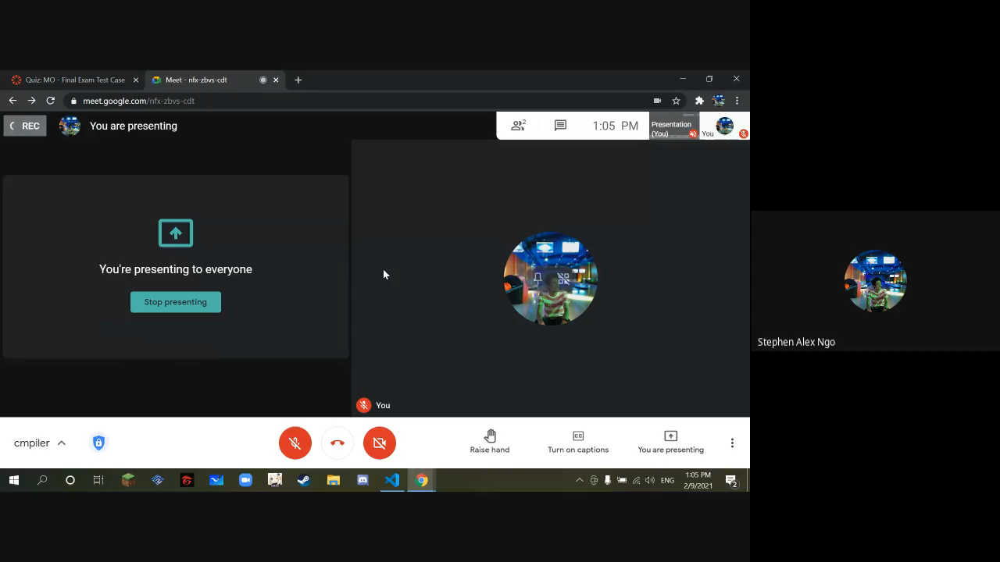 Quiz: MO - Final Exam Test Case
Meet - nfx-zbvs-cdt
meet.google.com/nfx-zbvs-cdt
REC
You are presenting
2
1:05 PM
Presentation
(You)
You
You're presenting to everyone
Stop presenting
You
Stephen Alex Ngo
cmpiler
Raise hand
CC
Turn on captions
You are presenting
ENG
1:05 PM
2/9/2021
2